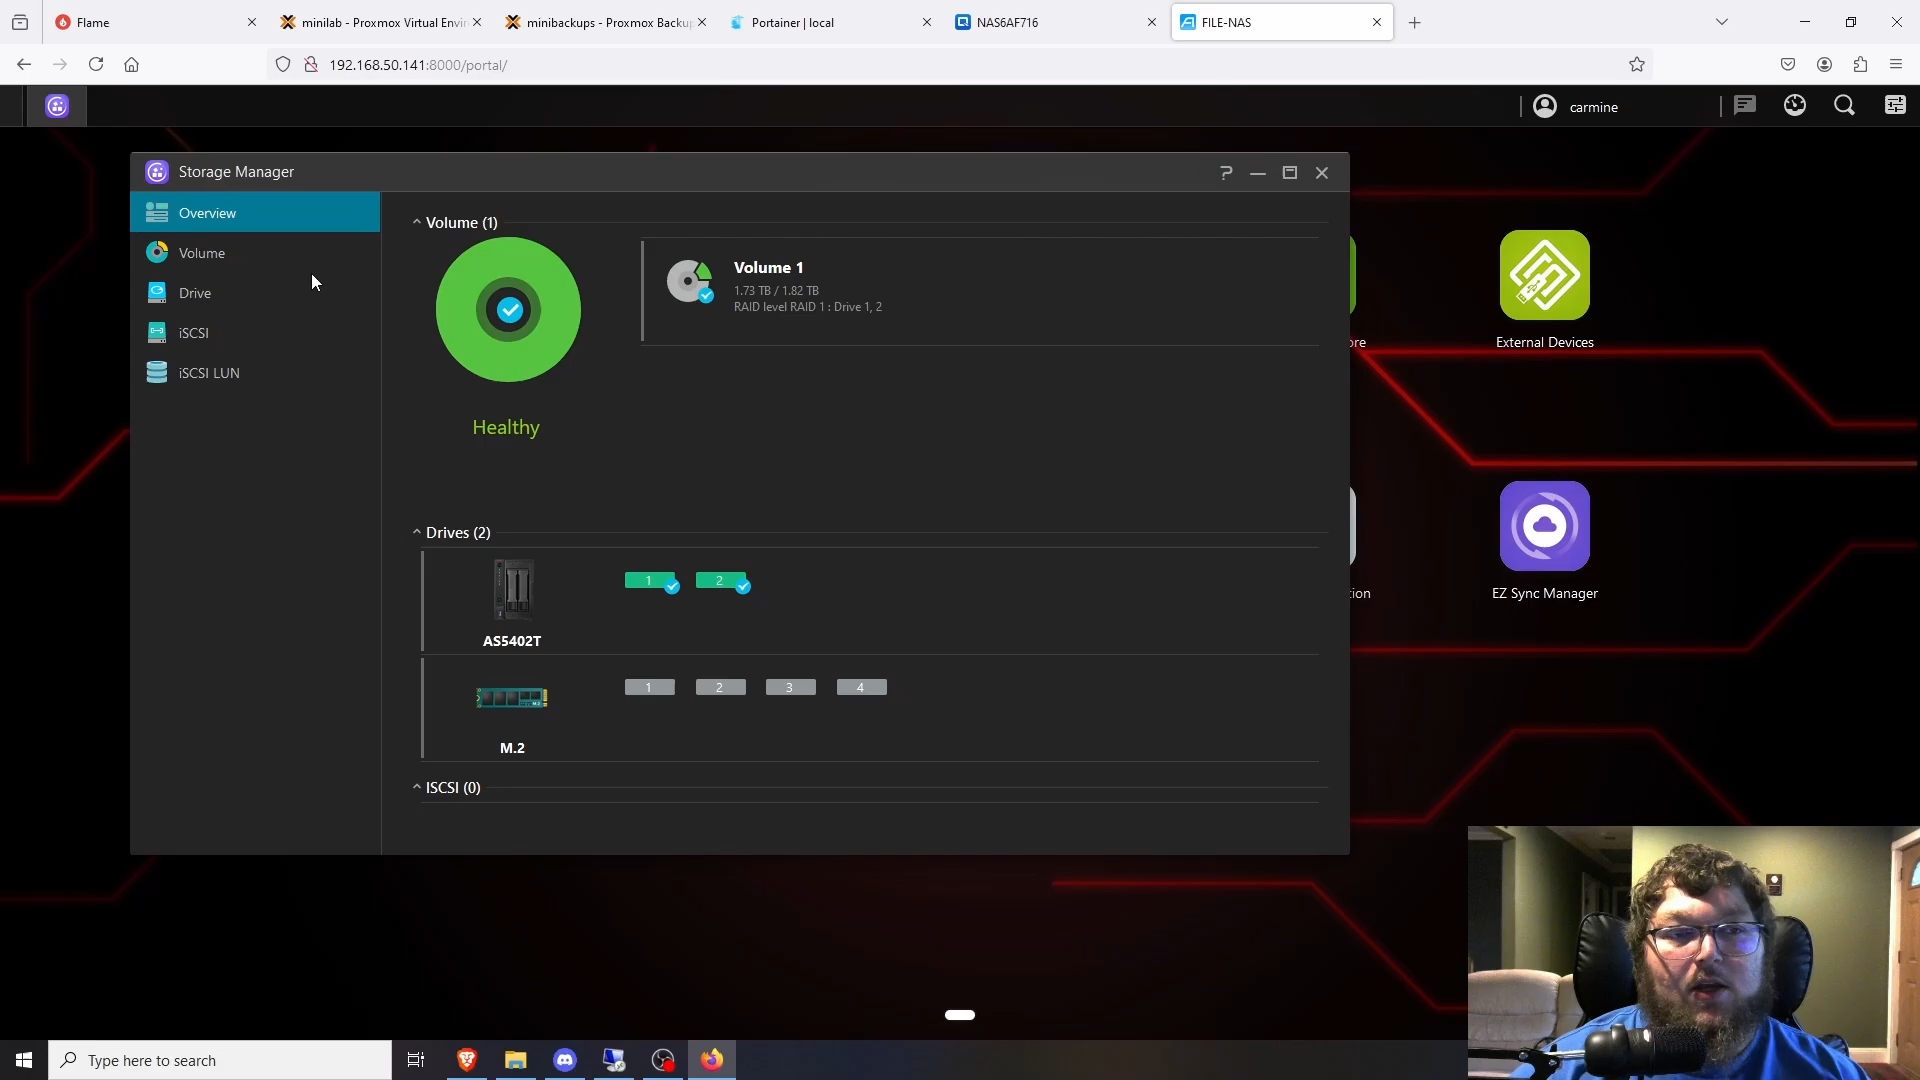 Flame
minilab - Proxmox Virtual Envir
minibackups - Proxmox Backup
Portainer | local
NAS6AF716
FILE-NAS
192.168.50.141:8000/portal/
carmine
Storage Manager
Overview
Volume
Drive
iSCSI
iSCSI LUN
Volume (1)
Volume 1
1.73 TB / 1.82 TB
RAID level RAID 1 : Drive 1, 2
Healthy
Drives (2)
1 2
AS5402T
1 2 3 4
M.2
ISCSI (0)
ore
External Devices
tion
EZ Sync Manager
Type here to search